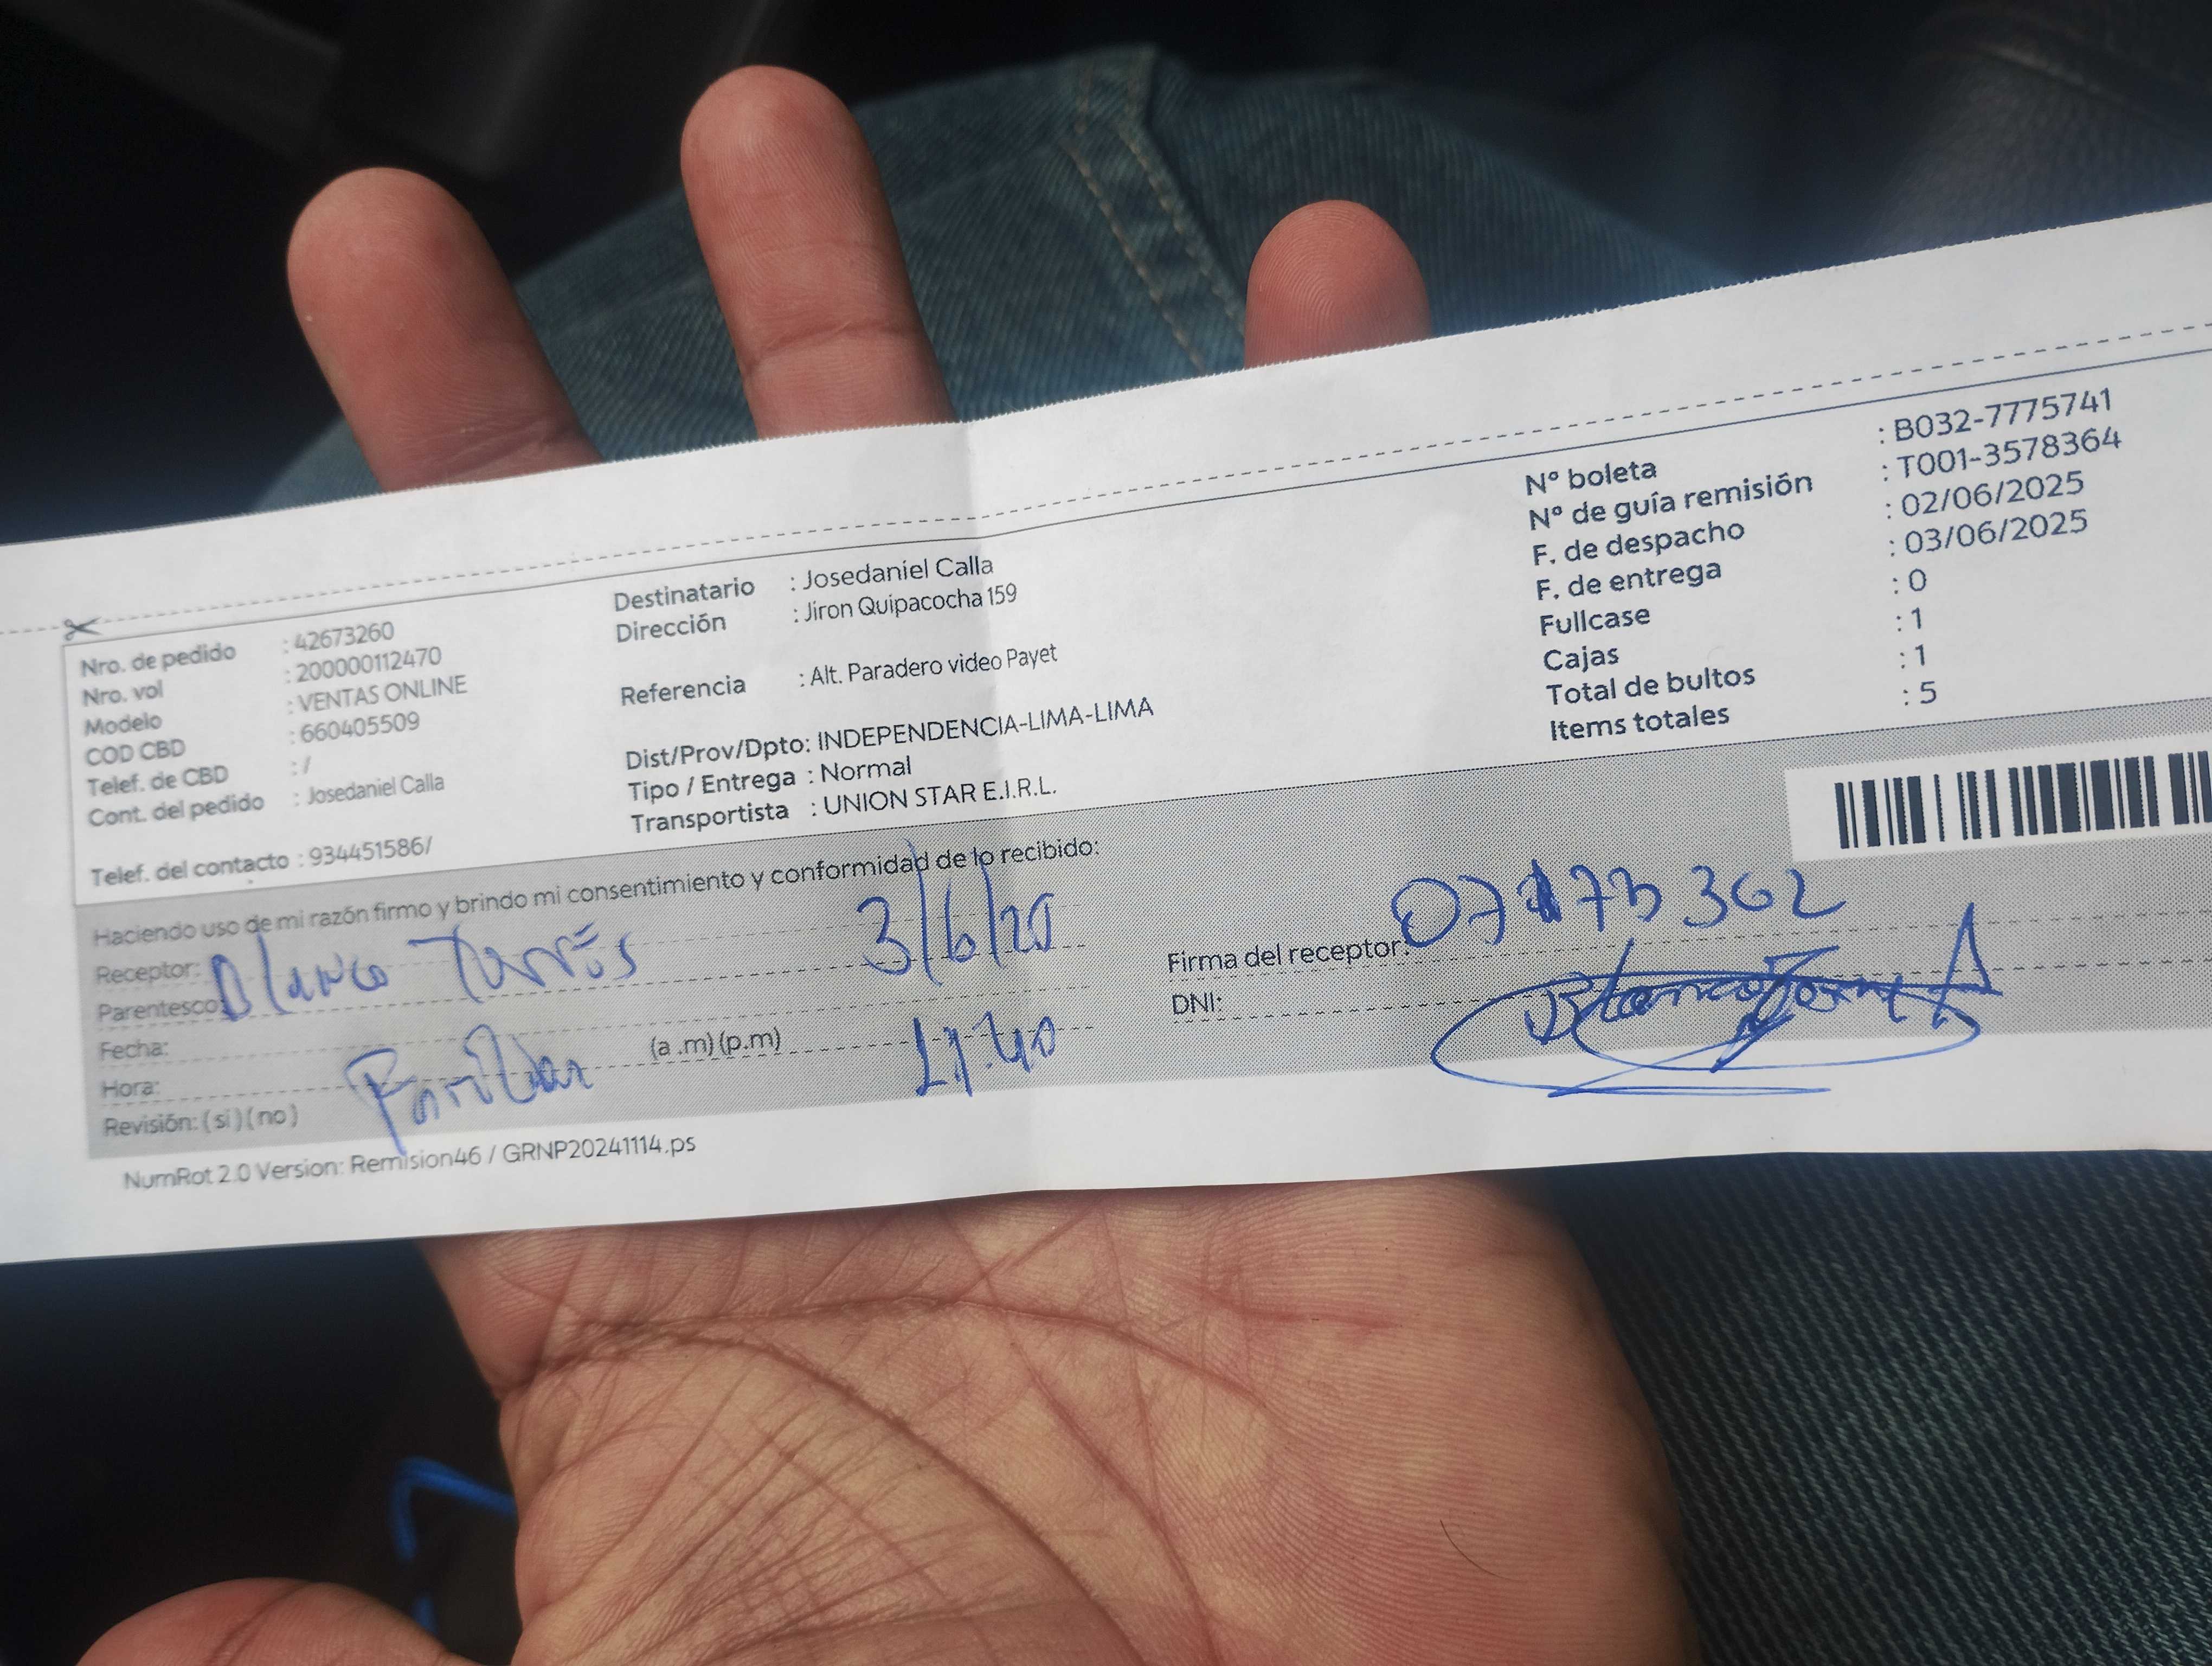 Nro. de pedido : 42673260
Nro. vol : 200000112470
Modelo : VENTAS ONLINE
COD CBD : 660405509
Telef. de CBD : /
Cont. del pedido : Josedaniel Calla
Telef. del contacto : 934451586/
Destinatario : Josedaniel Calla
Dirección : Jiron Quipacocha 159
Referencia : Alt. Paradero video Payet
Dist/Prov/Dpto: INDEPENDENCIA-LIMA-LIMA
Tipo / Entrega : Normal
Transportista : UNION STAR E.I.R.L.
N° boleta : B032-7775741
N° de guía remisión : T001-3578364
F. de despacho : 02/06/2025
F. de entrega : 03/06/2025
Fullcase : 0
Cajas : 1
Total de bultos : 1
Items totales : 5
Haciendo uso de mi razón firmo y brindo mi consentimiento y conformidad de lo recibido:
Receptor: Blanco Torres
Parentesco:
Fecha: 3/6/25
Hora: (a .m) (p.m)
Familiar
Revisión: ( si ) ( no )
Firma del receptor:
DNI:
NumRot 2.0 Version: Remision46 / GRNP20241114.ps